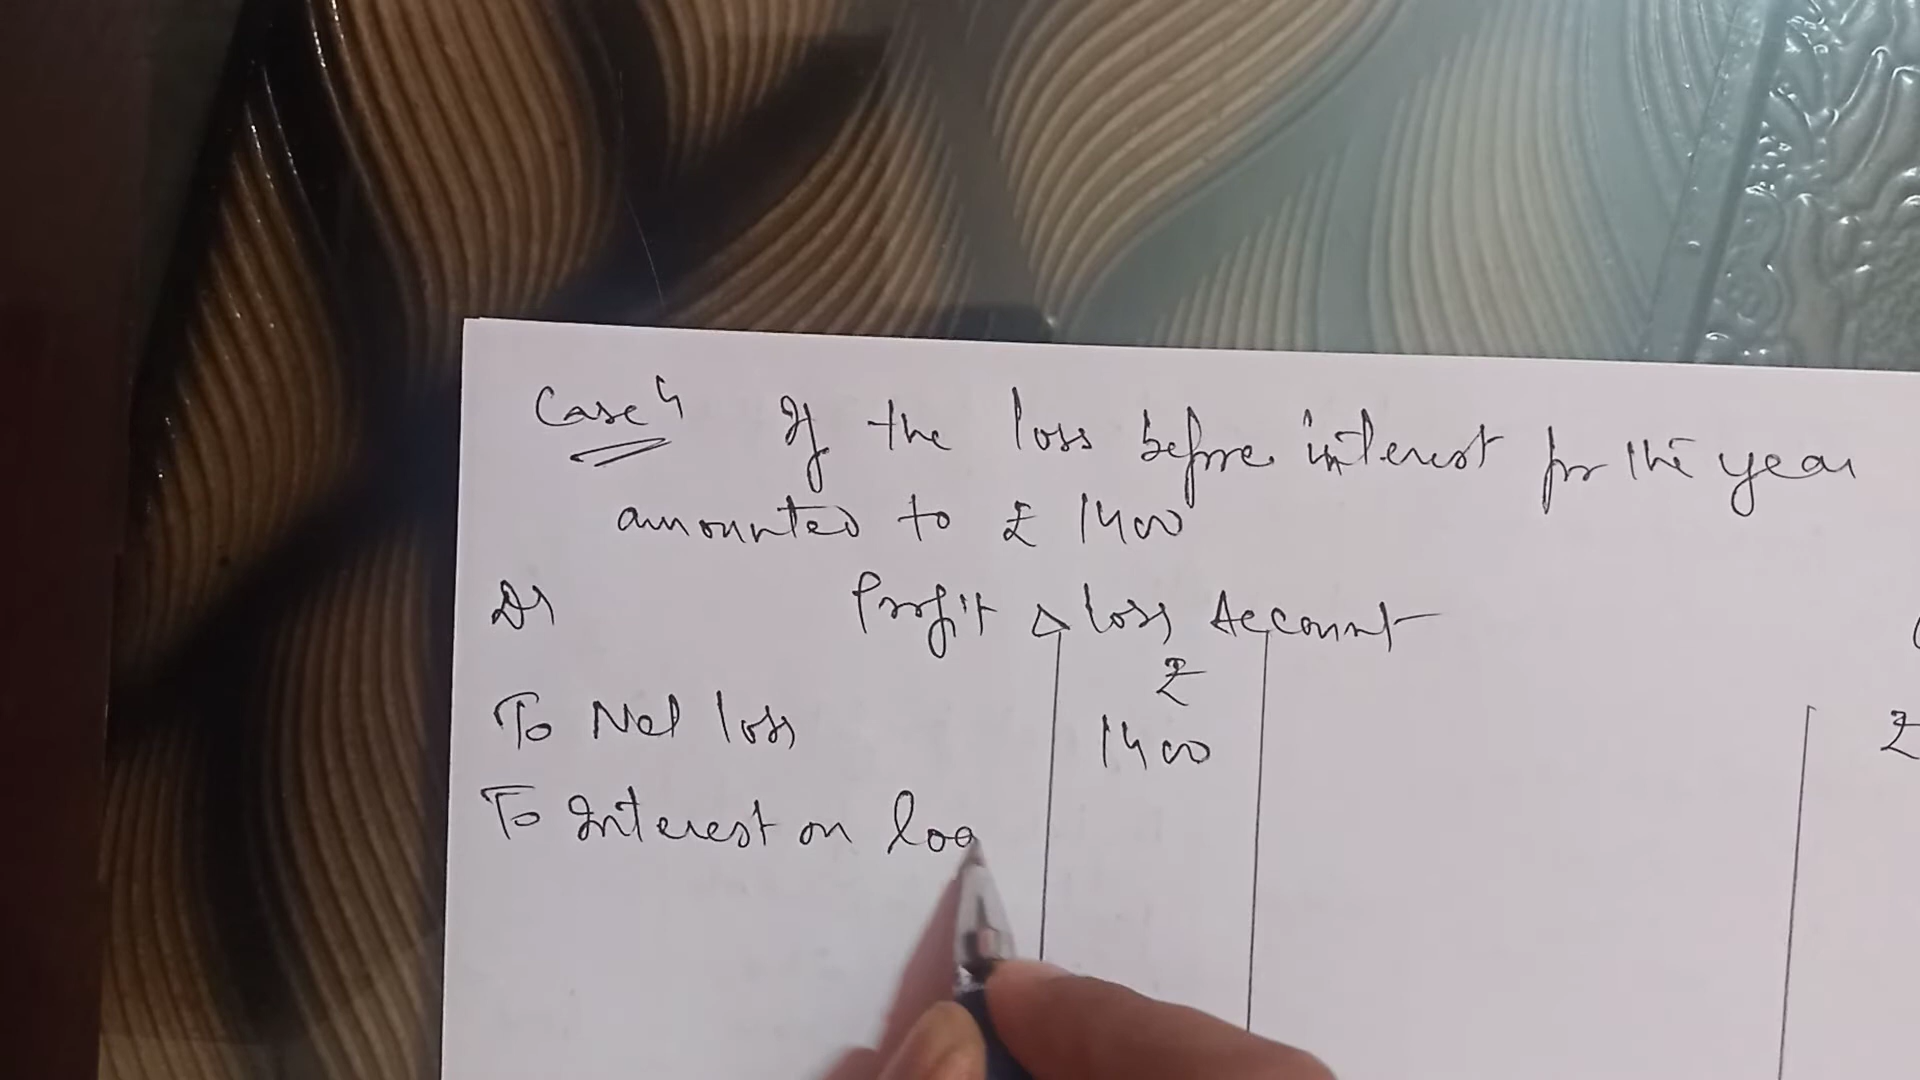 Case 4 If the loss before interest for the year
amounted to ₹ 1400
Dr Profit & loss Account
₹
To Net loss 1400 ₹
To Interest on loa